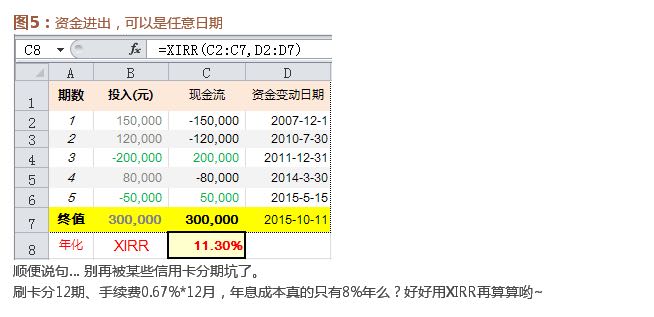 图5：资金进出，可以是任意日期
C8 fx =XIRR(C2:C7,D2:D7)
A B C D
1 期数 投入(元) 现金流 资金变动日期
2 1 150,000 -150,000 2007-12-1
3 2 120,000 -120,000 2010-7-30
4 3 -200,000 200,000 2011-12-31
5 4 80,000 -80,000 2014-3-30
6 5 -50,000 50,000 2015-5-15
7 终值 300,000 300,000 2015-10-11
8 年化 XIRR 11.30%
顺便说句... 别再被某些信用卡分期坑了。
刷卡分12期、手续费0.67%*12月，年息成本真的只有8%年么？好好用XIRR再算算哟~